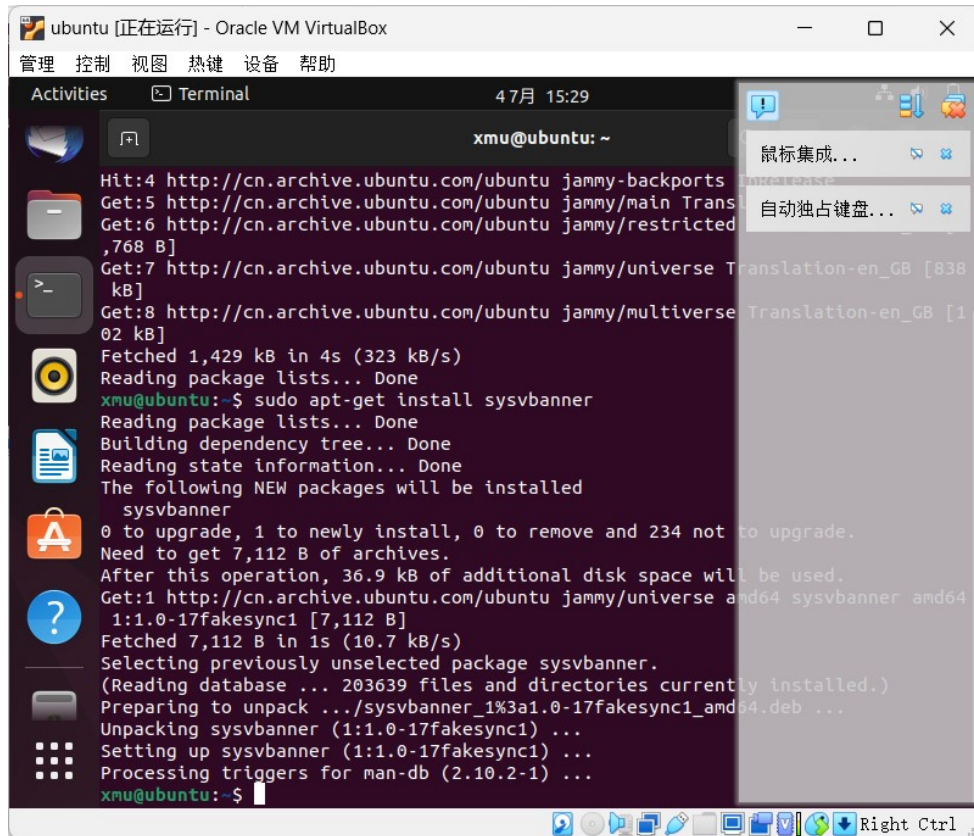 ubuntu [正在运行] - Oracle VM VirtualBox
管理 控制 视图 热键 设备 帮助
Activities Terminal 4 7月 15:29
xmu@ubuntu: ~
鼠标集成...
自动独占键盘...
Hit:4 http://cn.archive.ubuntu.com/ubuntu jammy-backports InRelease
Get:5 http://cn.archive.ubuntu.com/ubuntu jammy/main Transl
Get:6 http://cn.archive.ubuntu.com/ubuntu jammy/restricted
,768 B]
Get:7 http://cn.archive.ubuntu.com/ubuntu jammy/universe Translation-en_GB [838
kB]
Get:8 http://cn.archive.ubuntu.com/ubuntu jammy/multiverse Translation-en_GB [1
02 kB]
Fetched 1,429 kB in 4s (323 kB/s)
Reading package lists... Done
xmu@ubuntu:~$ sudo apt-get install sysvbanner
Reading package lists... Done
Building dependency tree... Done
Reading state information... Done
The following NEW packages will be installed
sysvbanner
0 to upgrade, 1 to newly install, 0 to remove and 234 not to upgrade.
Need to get 7,112 B of archives.
After this operation, 36.9 kB of additional disk space will be used.
Get:1 http://cn.archive.ubuntu.com/ubuntu jammy/universe amd64 sysvbanner amd64
1:1.0-17fakesync1 [7,112 B]
Fetched 7,112 B in 1s (10.7 kB/s)
Selecting previously unselected package sysvbanner.
(Reading database ... 203639 files and directories currently installed.)
Preparing to unpack .../sysvbanner_1%3a1.0-17fakesync1_amd64.deb ...
Unpacking sysvbanner (1:1.0-17fakesync1) ...
Setting up sysvbanner (1:1.0-17fakesync1) ...
Processing triggers for man-db (2.10.2-1) ...
xmu@ubuntu:~$
Right Ctrl